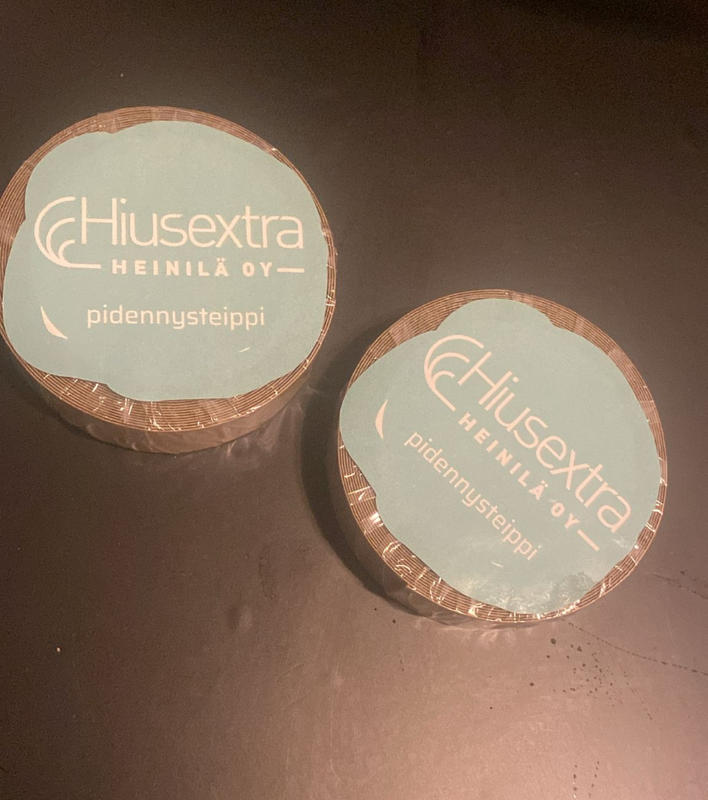 Hiusextra
HEINILÄ OY
pidennysteippi
Hiusextra
HEINILÄ OY
pidennysteippi